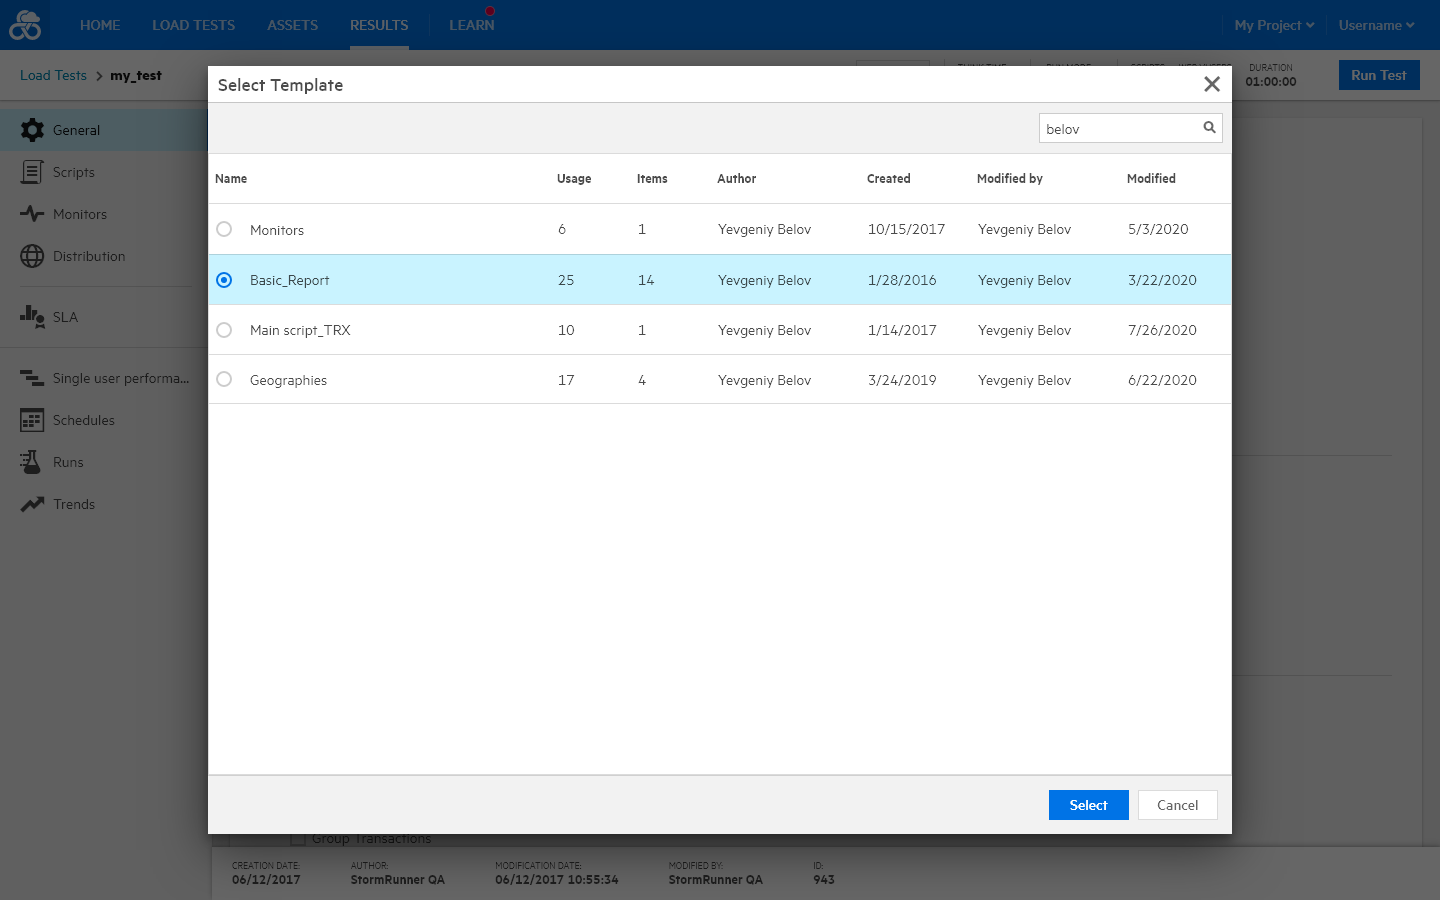 HOME LOAD TESTS ASSETS RESULTS LEARN My Project Username
Load Tests > my_test
DURATION
01:00:00
Run Test
Select Template
belov
General
Scripts
Monitors
Distribution
SLA
Single user performa...
Schedules
Runs
Trends
Name Usage Items Author Created Modified by Modified
Monitors 6 1 Yevgeniy Belov 10/15/2017 Yevgeniy Belov 5/3/2020
Basic_Report 25 14 Yevgeniy Belov 1/28/2016 Yevgeniy Belov 3/22/2020
Main script_TRX 10 1 Yevgeniy Belov 1/14/2017 Yevgeniy Belov 7/26/2020
Geographies 17 4 Yevgeniy Belov 3/24/2019 Yevgeniy Belov 6/22/2020
Select Cancel
Group Transactions
CREATION DATE: AUTHOR: MODIFICATION DATE: MODIFIED BY: ID:
06/12/2017 StormRunner QA 06/12/2017 10:55:34 StormRunner QA 943